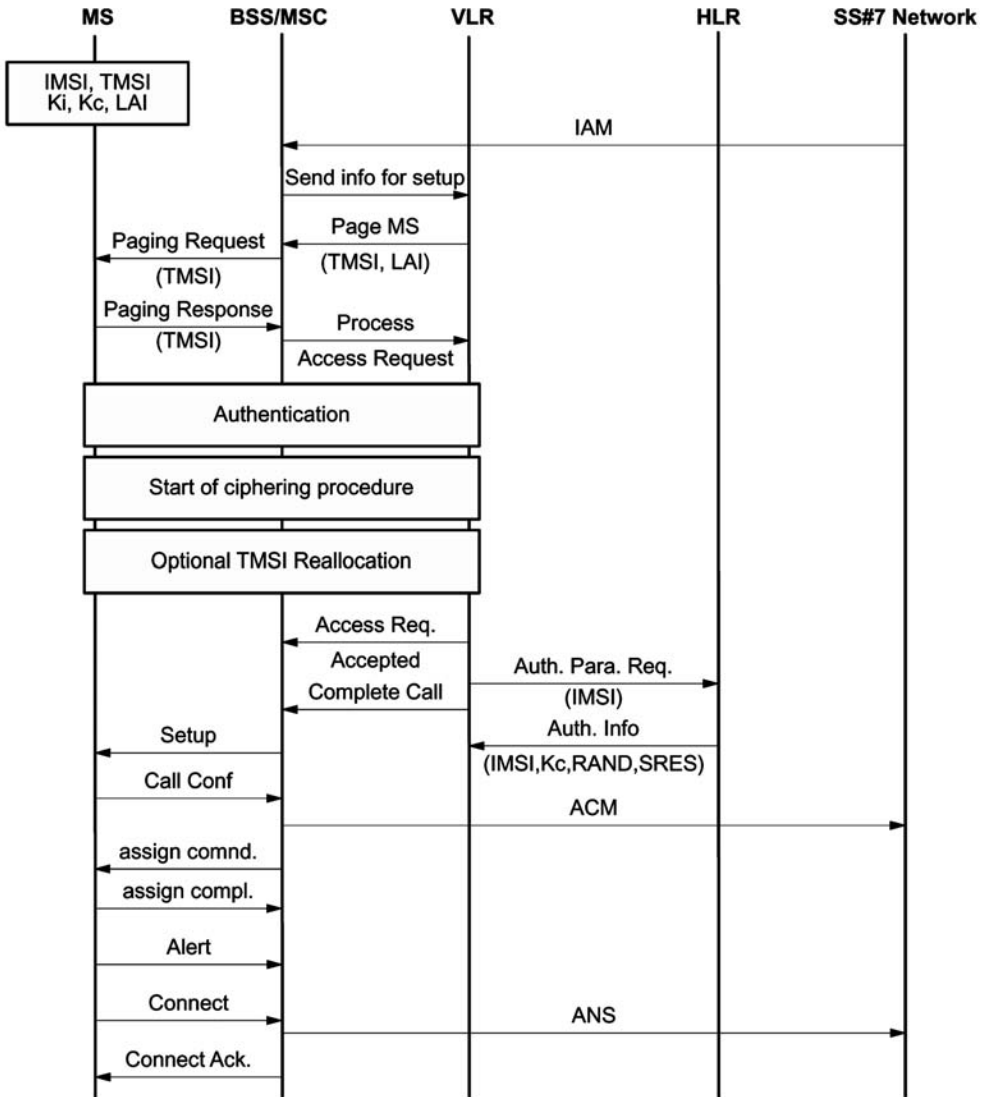 MS BSS/MSC VLR HLR SS#7 Network
IMSI, TMSI
Ki, Kc, LAI
IAM
Send info for setup
Page MS
Paging Request
(TMSI, LAI)
(TMSI)
Paging Response
Process
(TMSI)
Access Request
Authentication
Start of ciphering procedure
Optional TMSI Reallocation
Access Req.
Accepted
Auth. Para. Req.
Complete Call
(IMSI)
Auth. Info
Setup
(IMSI,Kc,RAND,SRES)
Call Conf
ACM
assign comnd.
assign compl.
Alert
Connect
ANS
Connect Ack.